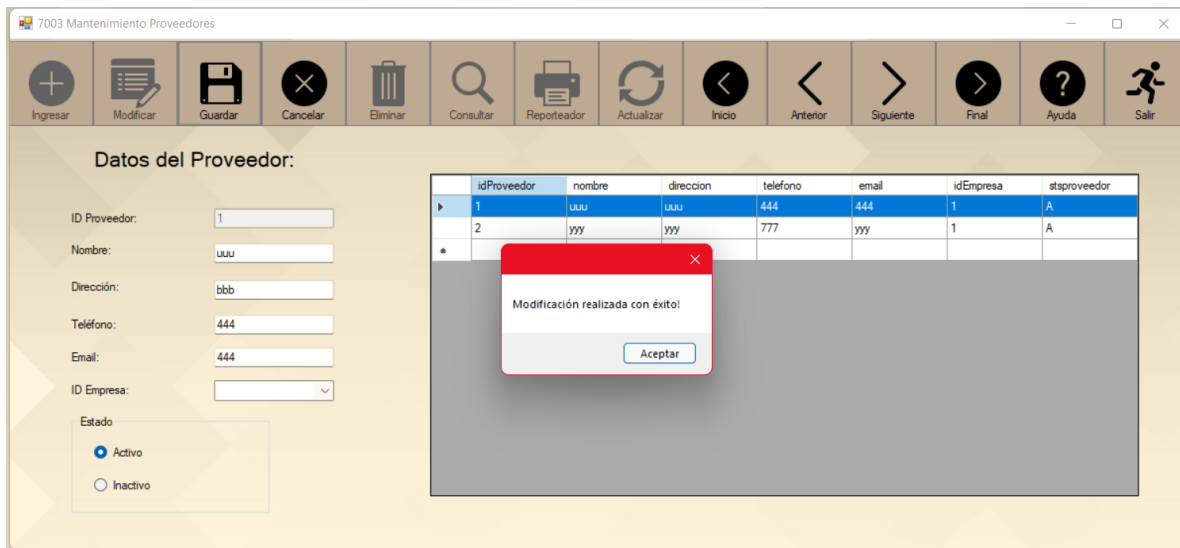 7003 Mantenimiento Proveedores
Ingresar Modificar Guardar Cancelar Eliminar Consultar Reporteador Actualizar Inicio Anterior Siguiente Final Ayuda Salir
Datos del Proveedor:
idProveedor nombre direccion telefono email idEmpresa stsproveedor
1 uuu uuu 444 444 1 A
2 yyy yyy 777 yyy 1 A
ID Proveedor: 1
Nombre: uuu
Dirección: bbb
Teléfono: 444
Email: 444
ID Empresa:
Estado
Activo
Inactivo
Modificación realizada con éxito!
Aceptar